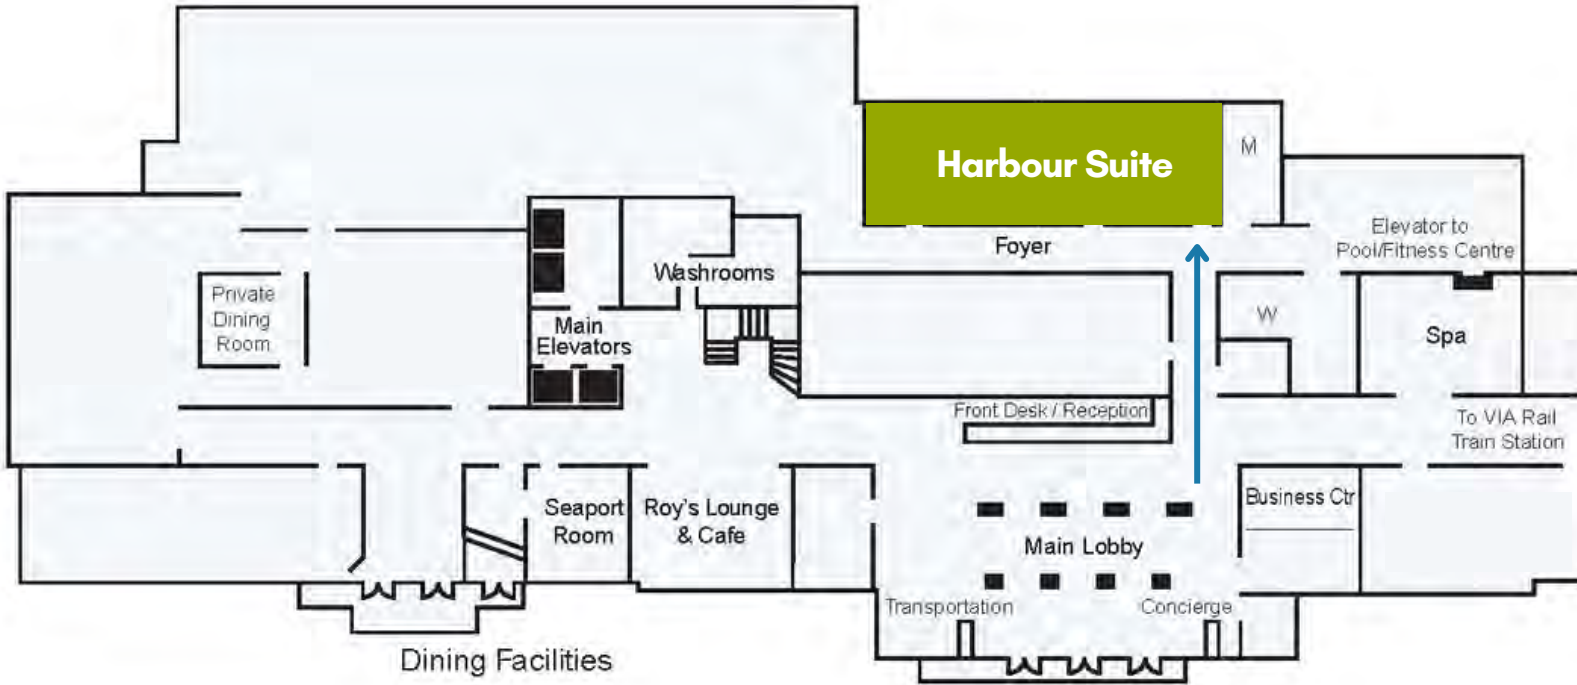 Harbour Suite
M
Elevator to
Pool/Fitness Centre
Foyer
Washrooms
Private
Dining
Room
Main
Elevators
W
Spa
Front Desk / Reception
To VIA Rail
Train Station
Seaport
Room
Roy's Lounge
& Cafe
Business Ctr
Main Lobby
Transportation
Concierge
Dining Facilities